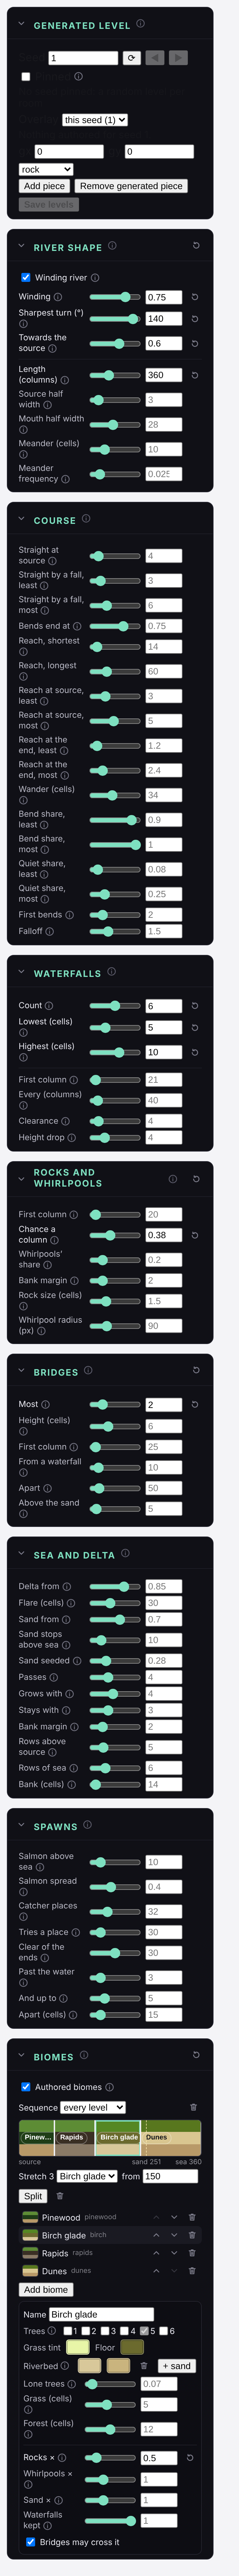 GENERATED LEVEL
1
Pinned
Overlay this seed (1)
0 0
rock
Add piece Remove generated piece
Save levels
RIVER SHAPE
Winding river
Winding 0.75
Sharpest turn (°) 140
Towards the
source 0.6
Length
(columns) 360
Source half
width 3
Mouth half width 28
Meander (cells) 10
Meander
frequency 0.025
COURSE
Straight at
source 4
Straight by a fall,
least 3
Straight by a fall,
most 6
Bends end at 0.75
Reach, shortest 14
Reach, longest 60
Reach at source,
least 3
Reach at source,
most 5
Reach at the
end, least 1.2
Reach at the
end, most 2.4
Wander (cells) 34
Bend share,
least 0.9
Bend share,
most 1
Quiet share,
least 0.08
Quiet share,
most 0.25
First bends 2
Falloff 1.5
WATERFALLS
Count 6
Lowest (cells) 5
Highest (cells) 10
First column 21
Every (columns) 40
Clearance 4
Height drop 4
ROCKS AND
WHIRLPOOLS
First column 20
Chance a
column 0.38
Whirlpools'
share 0.2
Bank margin 2
Rock size (cells) 1.5
Whirlpool radius
(px) 90
BRIDGES
Most 2
Height (cells) 6
First column 25
From a waterfall 10
Apart 50
Above the sand 5
SEA AND DELTA
Delta from 0.85
Flare (cells) 30
Sand from 0.7
Sand stops
above sea 10
Sand seeded 0.28
Passes 4
Grows with 4
Stays with 3
Bank margin 2
Rows above
source 5
Rows of sea 6
Bank (cells) 14
SPAWNS
Salmon above
sea 10
Salmon spread 0.4
Catcher places 32
Tries a place 30
Clear of the
ends 30
Past the water 3
And up to 5
Apart (cells) 15
BIOMES
Authored biomes
Sequence every level
Pinew… Rapids Birch glade Dunes
source sand 251 sea 360
Stretch 3 Birch glade from 150
Split
Pinewood pinewood
Birch glade birch
Rapids rapids
Dunes dunes
Add biome
Name Birch glade
Trees 1 2 3 4 5 6
Grass tint Floor
Riverbed + sand
Lone trees 0.07
Grass (cells) 5
Forest (cells) 12
Rocks × 0.5
Whirlpools × 1
Sand × 1
Waterfalls
kept 1
Bridges may cross it